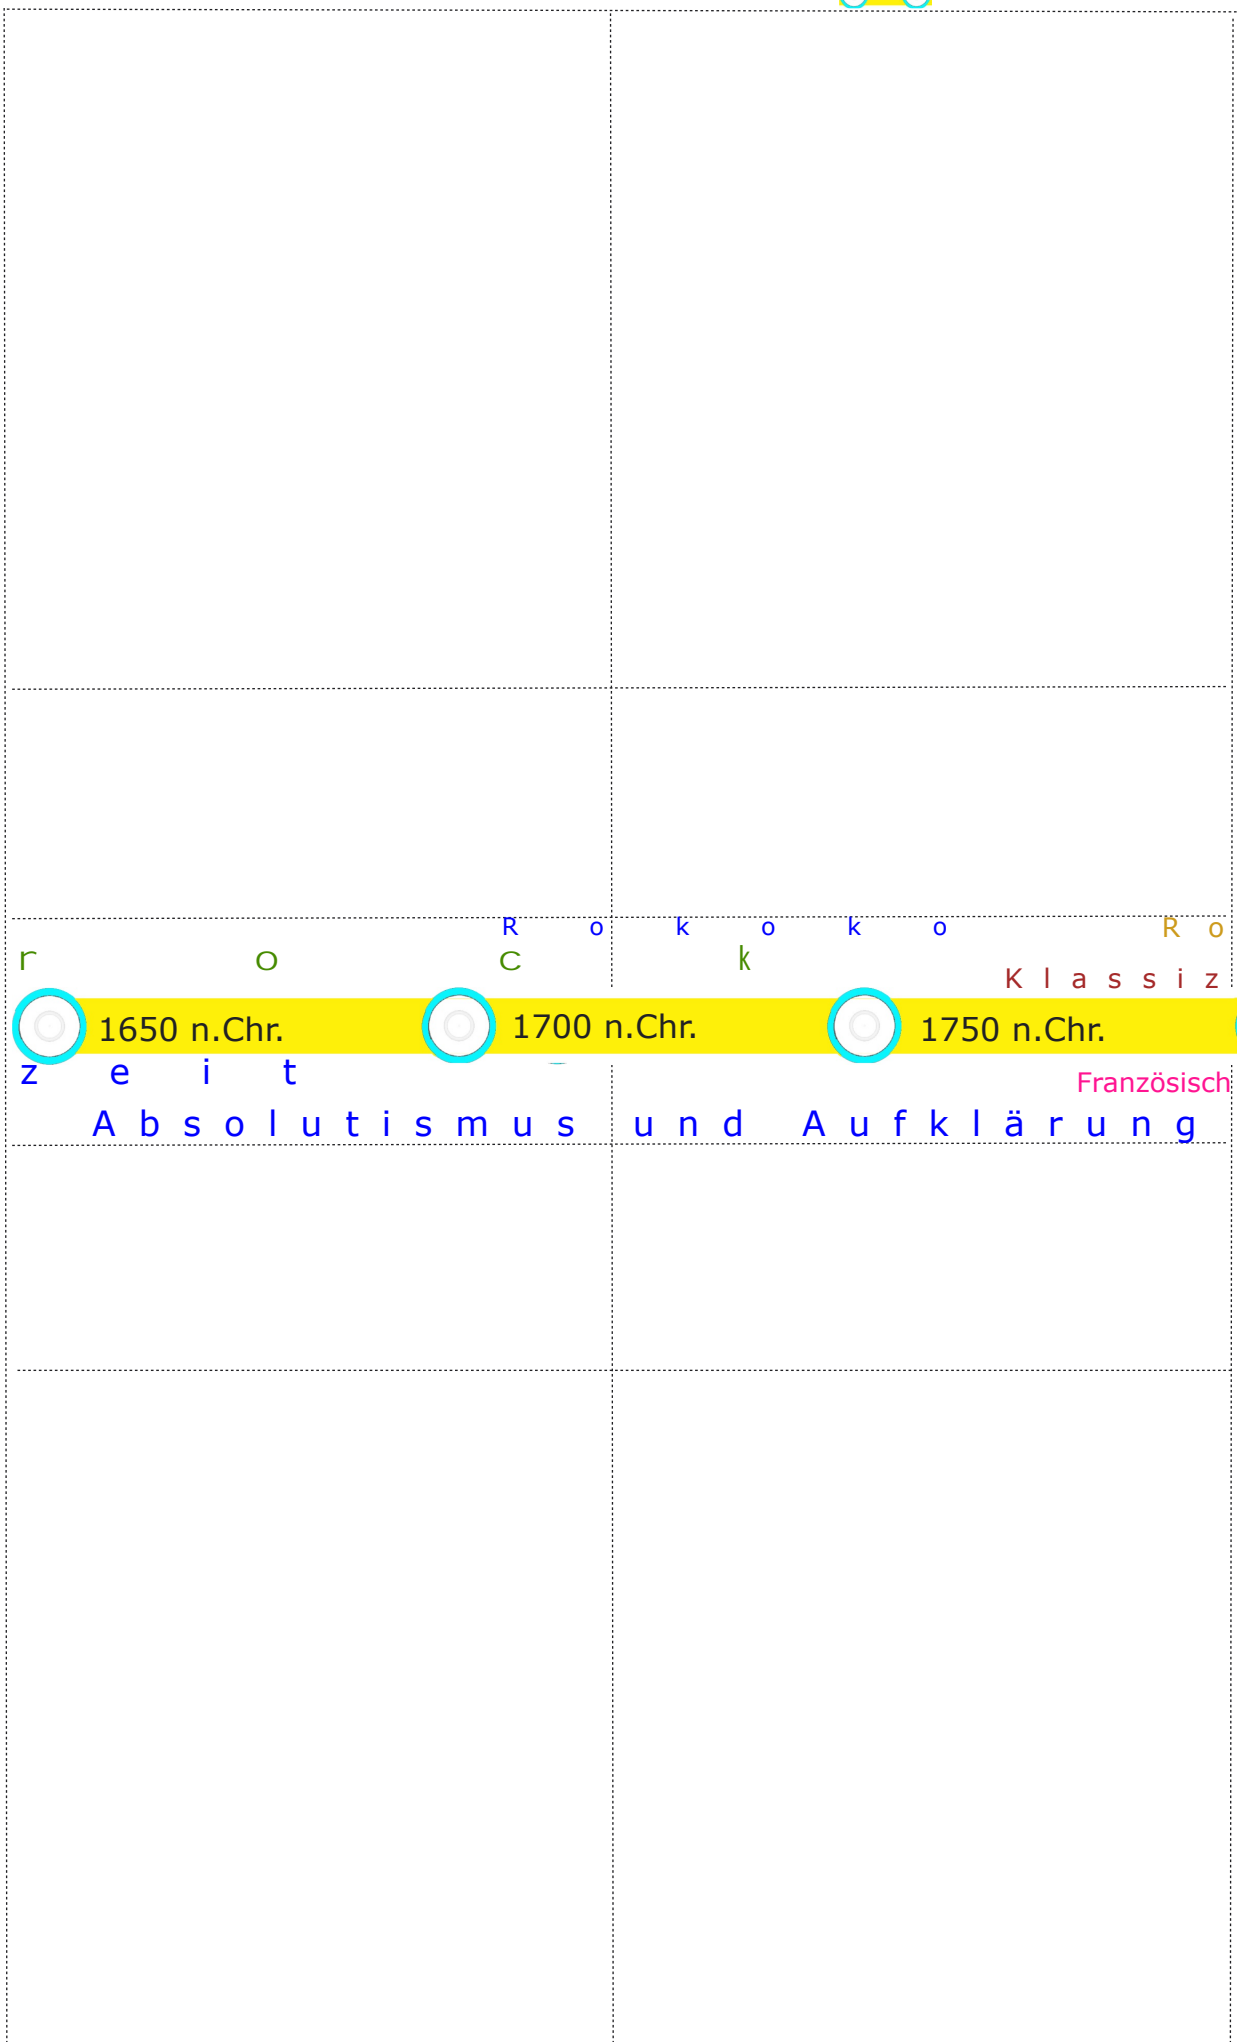 R o k o k o R o
r o c k
K l a s s i z
1650 n.Chr. 1700 n.Chr. 1750 n.Chr.
z e i t
Französisch
A b s o l u t i s m u s u n d A u f k l ä r u n g